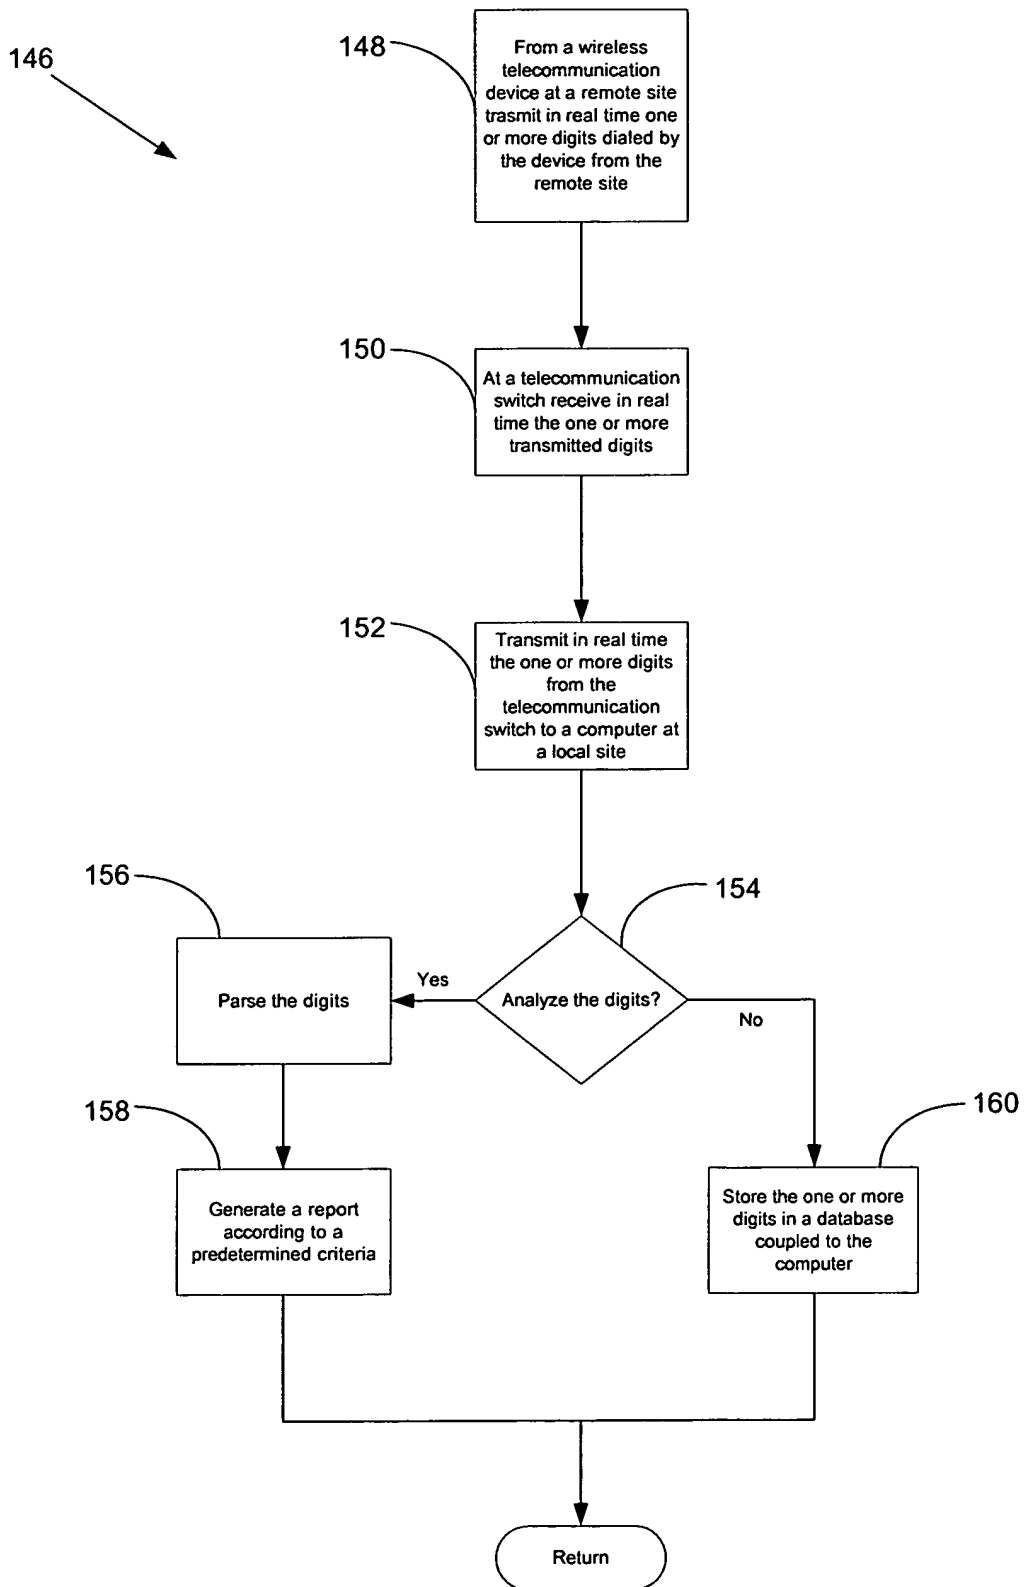 146
148
From a wireless
telecommunication
device at a remote site
trasmit in real time one
or more digits dialed by
the device from the
remote site
150
At a telecommunication
switch receive in real
time the one or more
transmitted digits
152
Transmit in real time
the one or more digits
from the
telecommunication
switch to a computer at
a local site
154
Analyze the digits?
Yes
No
156
Parse the digits
158
Generate a report
according to a
predetermined criteria
160
Store the one or more
digits in a database
coupled to the
computer
Return